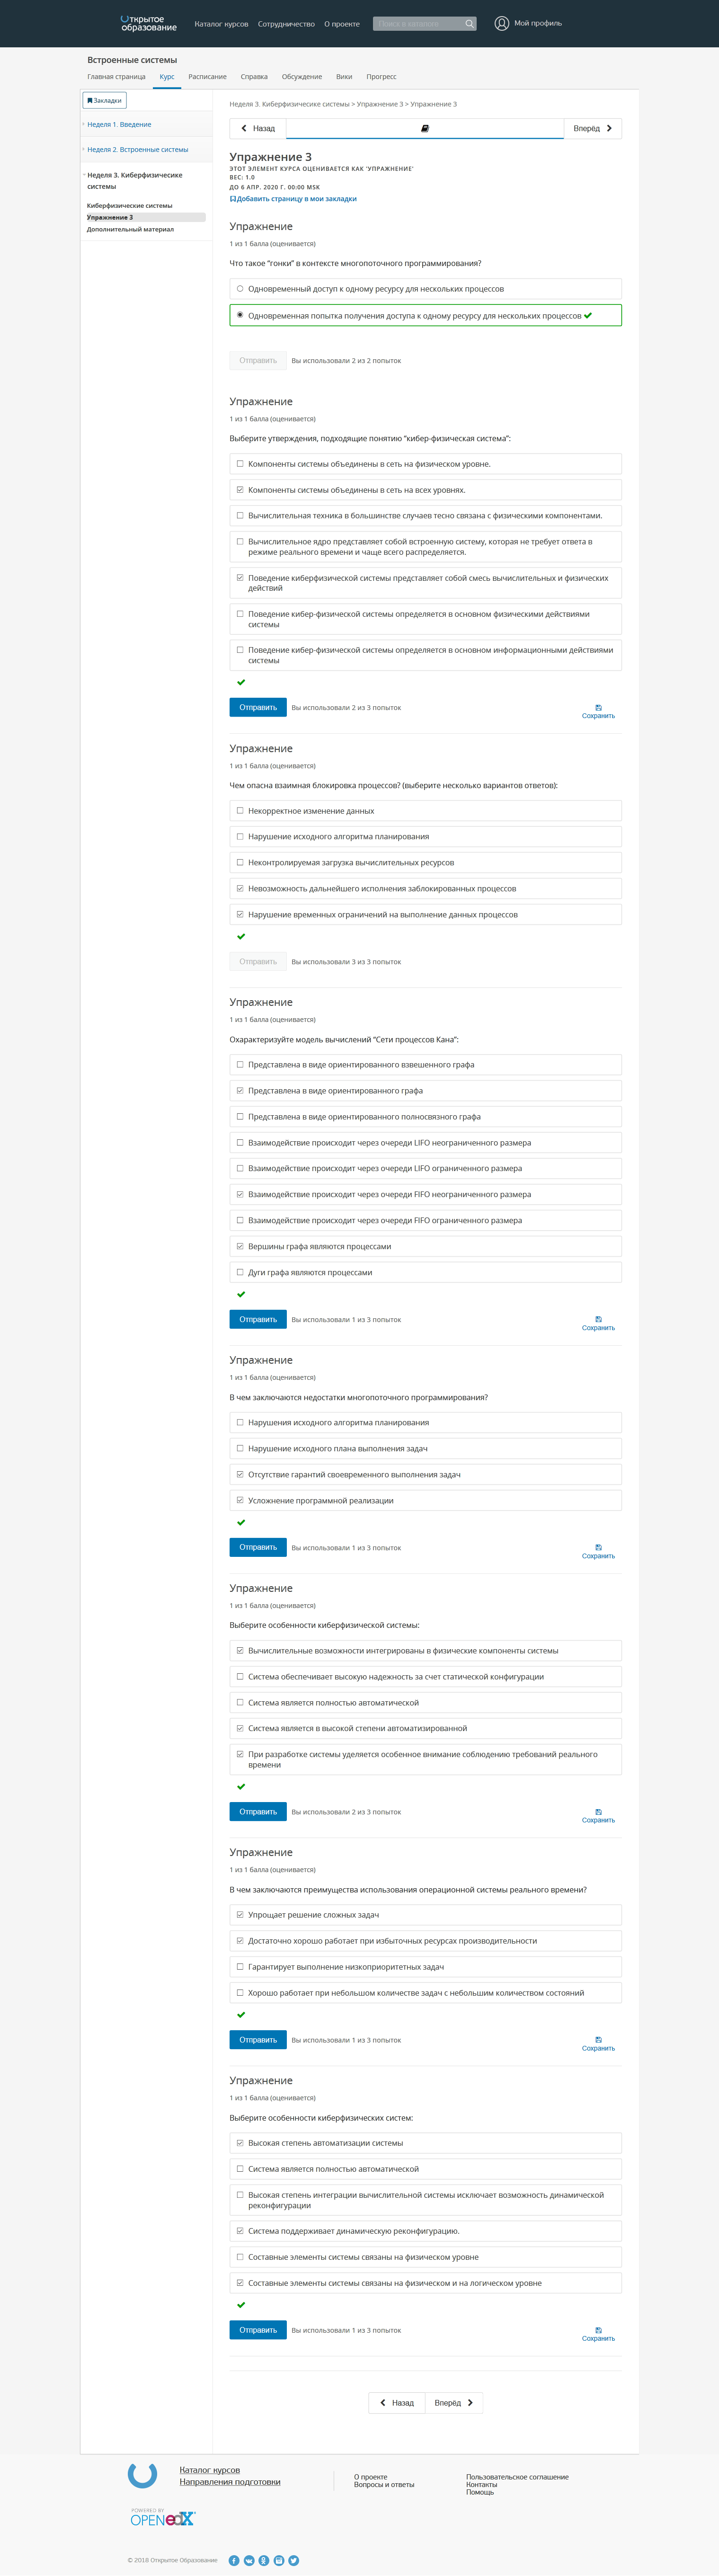 Открытое
образование
Каталог курсов
Сотрудничество
О проекте
Поиск в каталоге
Мой профиль
Встроенные системы
Главная страница
Курс
Расписание
Справка
Обсуждение
Вики
Прогресс
Закладки
Неделя 1. Введение
Неделя 2. Встроенные системы
Неделя 3. Киберфизичесике
системы
Киберфизические системы
Упражнение 3
Дополнительный материал
Неделя 3. Киберфизичесике системы > Упражнение 3 > Упражнение 3
Назад
Вперёд
Упражнение 3
ЭТОТ ЭЛЕМЕНТ КУРСА ОЦЕНИВАЕТСЯ КАК 'УПРАЖНЕНИЕ'
ВЕС: 1.0
ДО 6 АПР. 2020 Г. 00:00 MSK
Добавить страницу в мои закладки
Упражнение
1 из 1 балла (оценивается)
Что такое “гонки” в контексте многопоточного программирования?
Одновременный доступ к одному ресурсу для нескольких процессов
Одновременная попытка получения доступа к одному ресурсу для нескольких процессов
Отправить
Вы использовали 2 из 2 попыток
Упражнение
1 из 1 балла (оценивается)
Выберите утверждения, подходящие понятию “кибер-физическая система”:
Компоненты системы объединены в сеть на физическом уровне.
Компоненты системы объединены в сеть на всех уровнях.
Вычислительная техника в большинстве случаев тесно связана с физическими компонентами.
Вычислительное ядро представляет собой встроенную систему, которая не требует ответа в
режиме реального времени и чаще всего распределяется.
Поведение киберфизической системы представляет собой смесь вычислительных и физических
действий
Поведение кибер-физической системы определяется в основном физическими действиями
системы
Поведение кибер-физической системы определяется в основном информационными действиями
системы
Отправить
Вы использовали 2 из 3 попыток
Сохранить
Упражнение
1 из 1 балла (оценивается)
Чем опасна взаимная блокировка процессов? (выберите несколько вариантов ответов):
Некорректное изменение данных
Нарушение исходного алгоритма планирования
Неконтролируемая загрузка вычислительных ресурсов
Невозможность дальнейшего исполнения заблокированных процессов
Нарушение временных ограничений на выполнение данных процессов
Отправить
Вы использовали 3 из 3 попыток
Упражнение
1 из 1 балла (оценивается)
Охарактеризуйте модель вычислений “Сети процессов Кана”:
Представлена в виде ориентированного взвешенного графа
Представлена в виде ориентированного графа
Представлена в виде ориентированного полносвязного графа
Взаимодействие происходит через очереди LIFO неограниченного размера
Взаимодействие происходит через очереди LIFO ограниченного размера
Взаимодействие происходит через очереди FIFO неограниченного размера
Взаимодействие происходит через очереди FIFO ограниченного размера
Вершины графа являются процессами
Дуги графа являются процессами
Отправить
Вы использовали 1 из 3 попыток
Сохранить
Упражнение
1 из 1 балла (оценивается)
В чем заключаются недостатки многопоточного программирования?
Нарушения исходного алгоритма планирования
Нарушение исходного плана выполнения задач
Отсутствие гарантий своевременного выполнения задач
Усложнение программной реализации
Отправить
Вы использовали 1 из 3 попыток
Сохранить
Упражнение
1 из 1 балла (оценивается)
Выберите особенности киберфизической системы:
Вычислительные возможности интегрированы в физические компоненты системы
Система обеспечивает высокую надежность за счет статической конфигурации
Система является полностью автоматической
Система является в высокой степени автоматизированной
При разработке системы уделяется особенное внимание соблюдению требований реального
времени
Отправить
Вы использовали 2 из 3 попыток
Сохранить
Упражнение
1 из 1 балла (оценивается)
В чем заключаются преимущества использования операционной системы реального времени?
Упрощает решение сложных задач
Достаточно хорошо работает при избыточных ресурсах производительности
Гарантирует выполнение низкоприоритетных задач
Хорошо работает при небольшом количестве задач с небольшим количеством состояний
Отправить
Вы использовали 1 из 3 попыток
Сохранить
Упражнение
1 из 1 балла (оценивается)
Выберите особенности киберфизических систем:
Высокая степень автоматизации системы
Система является полностью автоматической
Высокая степень интеграции вычислительной системы исключает возможность динамической
реконфигурации
Система поддерживает динамическую реконфигурацию.
Составные элементы системы связаны на физическом уровне
Составные элементы системы связаны на физическом и на логическом уровне
Отправить
Вы использовали 1 из 3 попыток
Сохранить
Назад
Вперёд
Каталог курсов
Направления подготовки
О проекте
Вопросы и ответы
Пользовательское соглашение
Контакты
Помощь
POWERED BY
OPEN edX
© 2018 Открытое Образование